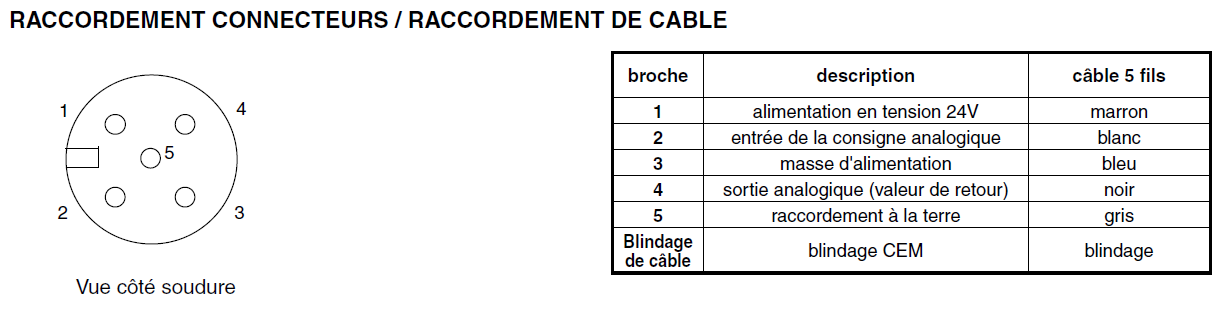 RACCORDEMENT CONNECTEURS / RACCORDEMENT DE CABLE
1 4
5
2 3
Vue côté soudure
broche description câble 5 fils
1 alimentation en tension 24V marron
2 entrée de la consigne analogique blanc
3 masse d'alimentation bleu
4 sortie analogique (valeur de retour) noir
5 raccordement à la terre gris
Blindage
de câble blindage CEM blindage